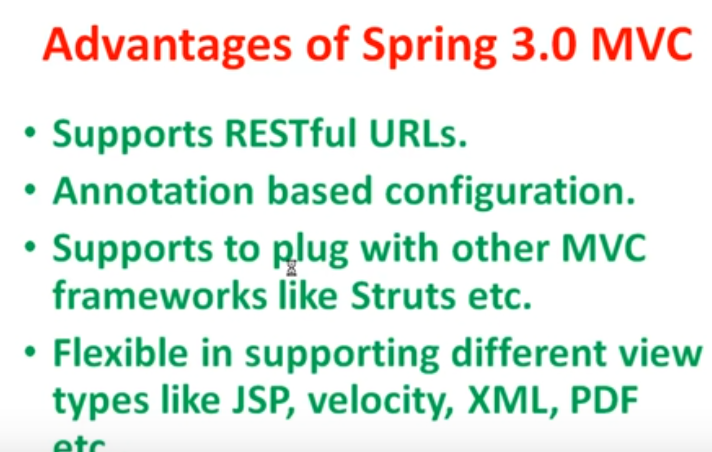 Advantages of Spring 3.0 MVC
• Supports RESTful URLs.
• Annotation based configuration.
• Supports to plug with other MVC
frameworks like Struts etc.
• Flexible in supporting different view
types like JSP, velocity, XML, PDF
etc